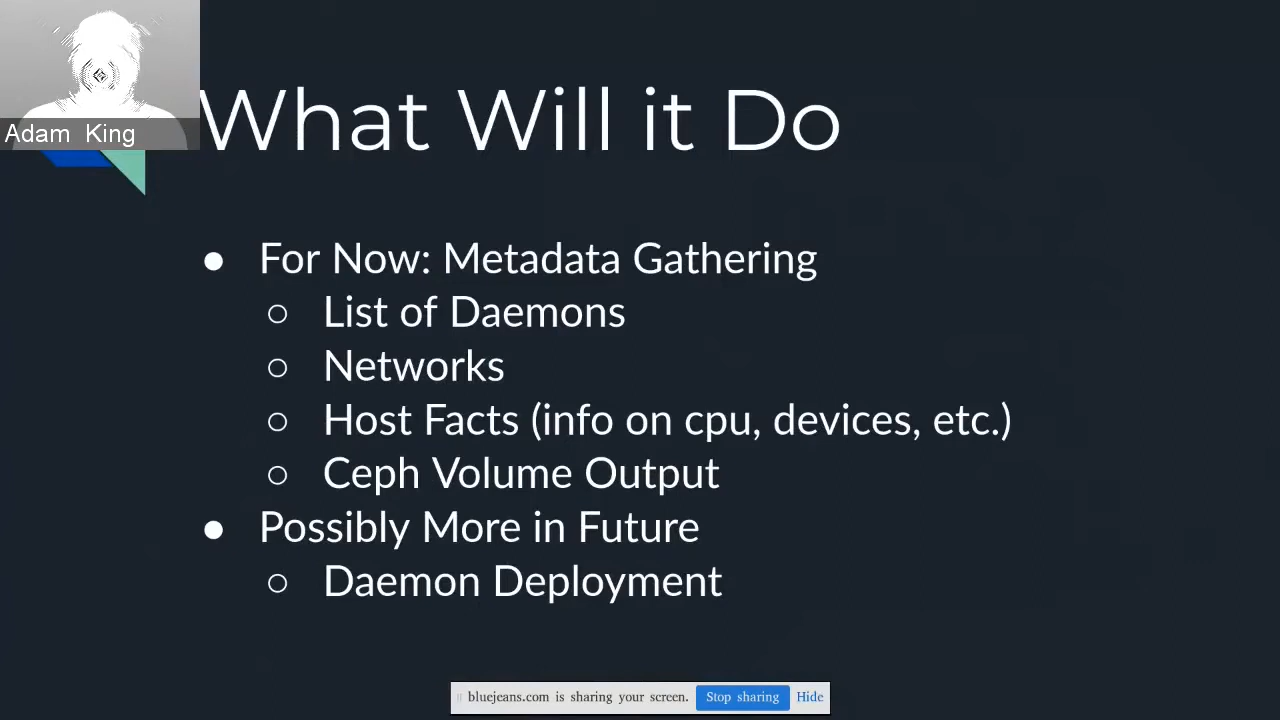 Adam King
What Will it Do
● For Now: Metadata Gathering
○ List of Daemons
○ Networks
○ Host Facts (info on cpu, devices, etc.)
○ Ceph Volume Output
● Possibly More in Future
○ Daemon Deployment
bluejeans.com is sharing your screen. Stop sharing Hide